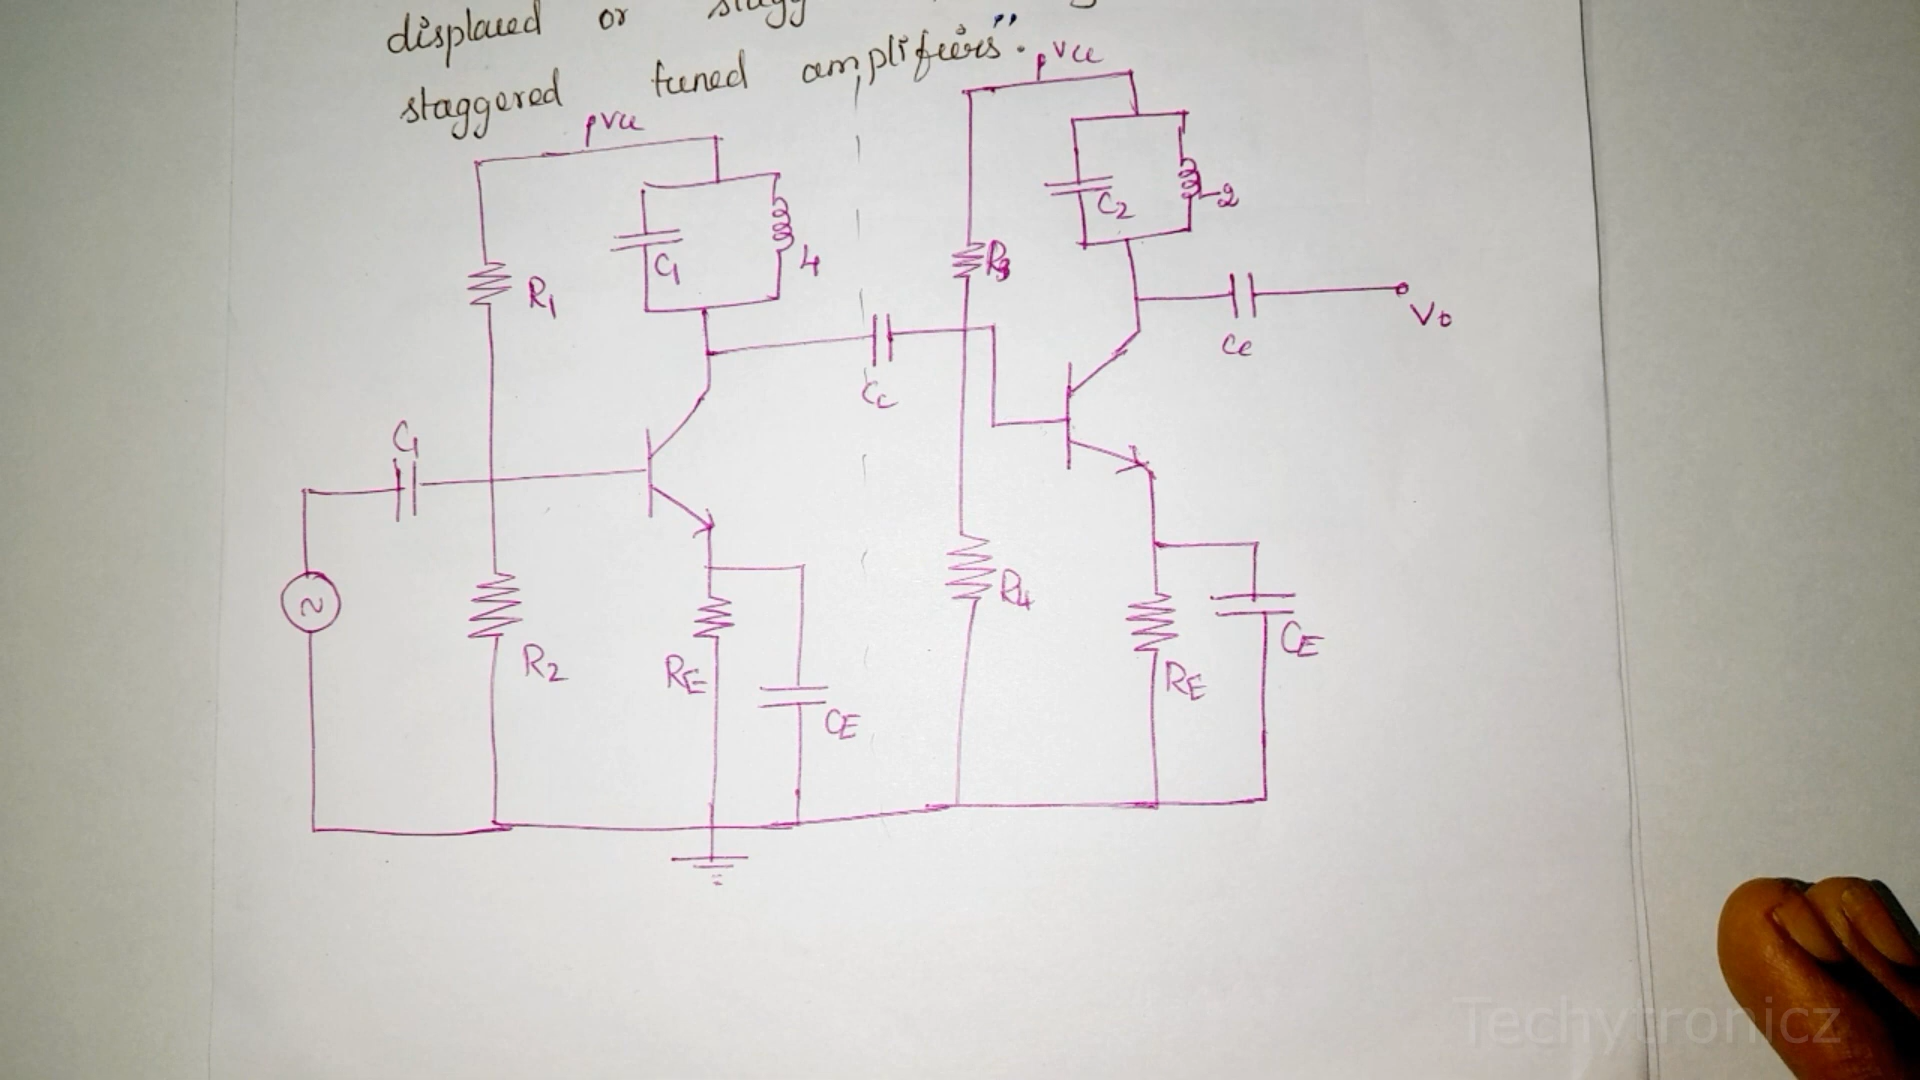 displaced or
staggered tuned amplifiers".
Vcc
Vcc
C2
L2
R1
C1
L1
R3
Cc
Vo
Cc
C1
R2
RE
CE
R4
RE
CE
Techytronicz